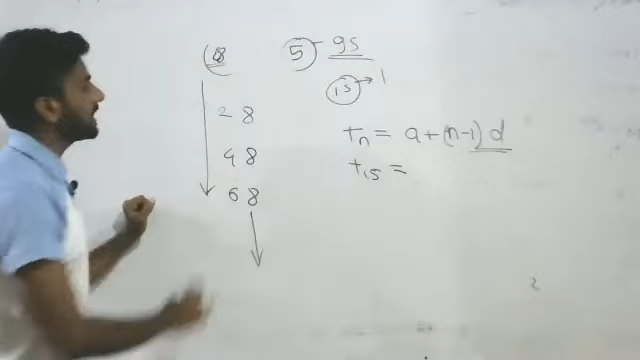 8
28
48
68
5 - 95
15 → 1
tn = a + (n-1) d
t15 =